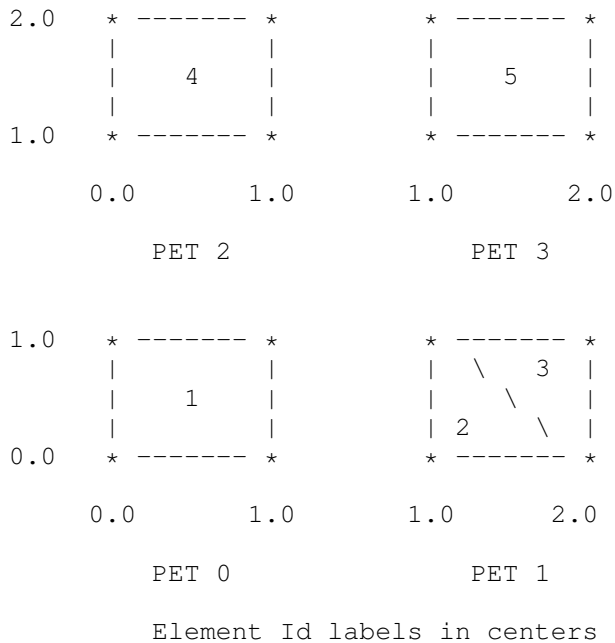 2.0 * ------- *     * ------- *
    |         |     |         |
    |    4    |     |    5    |
    |         |     |         |
1.0 * ------- *     * ------- *
0.0 1.0 1.0 2.0
PET 2 PET 3
1.0 * ------- *     * ------- *
    |         |     |  \   3  |
    |    1    |     |    \    |
    |         |     | 2    \  |
0.0 * ------- *     * ------- *
0.0 1.0 1.0 2.0
PET 0 PET 1
Element Id labels in centers